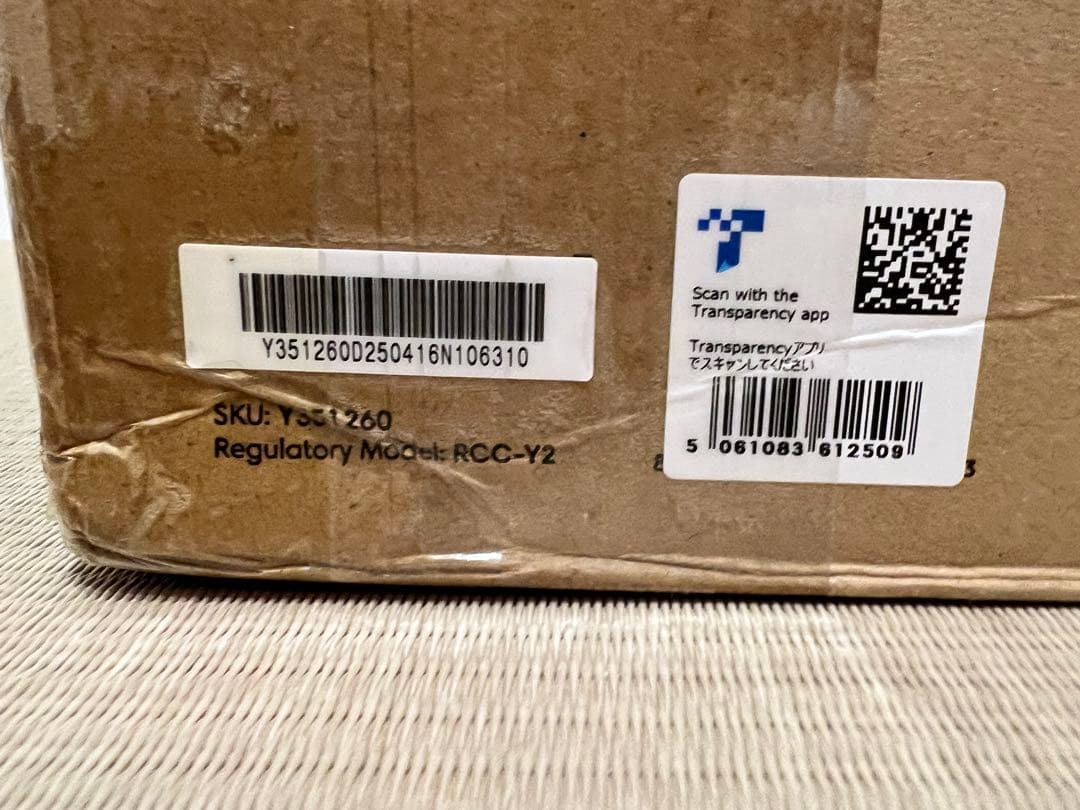 Y351260D250416N106310
SKU: Y351260
Regulatory Model: RCC-Y2
Scan with the
Transparency app
Transparencyアプリ
でスキャンしてください
5 061083 612509
8
3